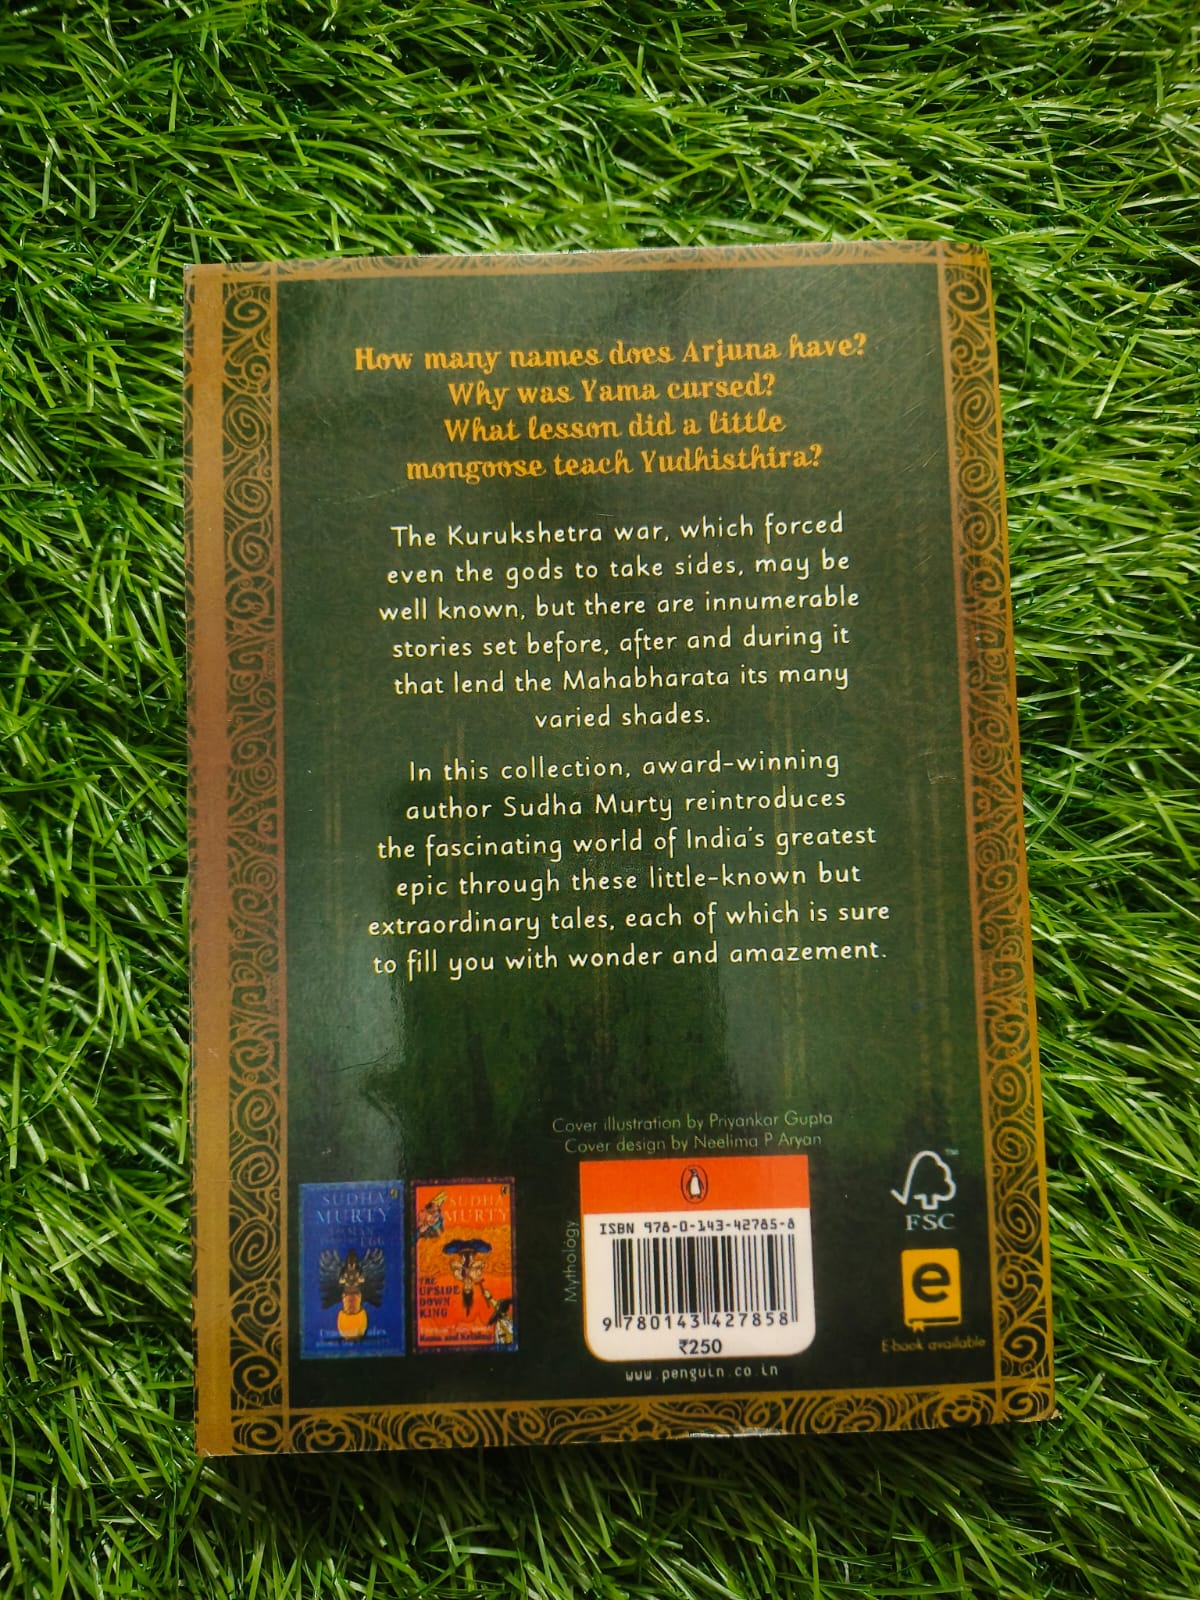 How many names does Arjuna have?
Why was Yama cursed?
What lesson did a little
mongoose teach Yudhisthira?
The Kurukshetra war, which forced
even the gods to take sides, may be
well known, but there are innumerable
stories set before, after and during it
that lend the Mahabharata its many
varied shades.
In this collection, award-winning
author Sudha Murty reintroduces
the fascinating world of India's greatest
epic through these little-known but
extraordinary tales, each of which is sure
to fill you with wonder and amazement.
Cover illustration by Priyankar Gupta
Cover design by Neelima P Aryan
SUDHA
MURTY
SUDHA
MURTY
THE
UPSIDE
DOWN
KING
Mythology
ISBN 978-0-143-42785-8
9 780143 427858
₹250
www.penguin.co.in
FSC
e
E-book available